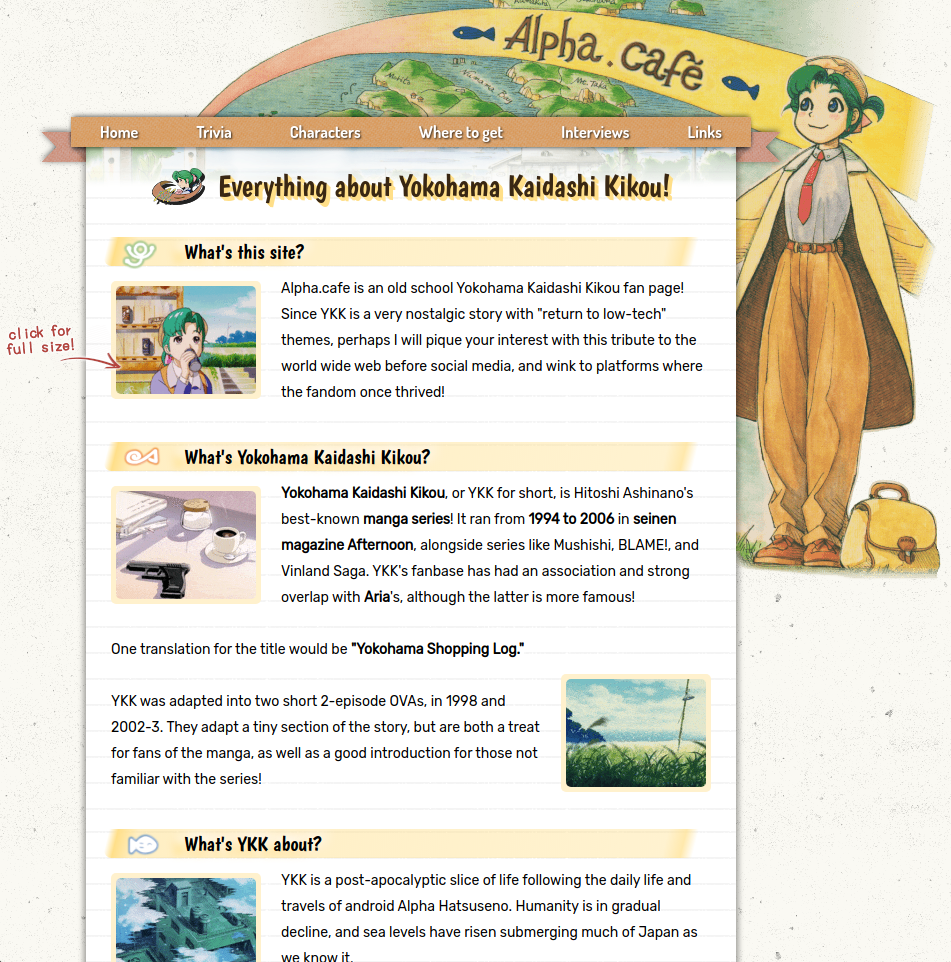 Alpha.café
Me. Taka
Home Trivia Characters Where to get Interviews Links
Everything about Yokohama Kaidashi Kikou!
What's this site?
click for
full size!
Alpha.cafe is an old school Yokohama Kaidashi Kikou fan page!
Since YKK is a very nostalgic story with "return to low-tech"
themes, perhaps I will pique your interest with this tribute to the
world wide web before social media, and wink to platforms where
the fandom once thrived!
What's Yokohama Kaidashi Kikou?
Yokohama Kaidashi Kikou, or YKK for short, is Hitoshi Ashinano's
best-known manga series! It ran from 1994 to 2006 in seinen
magazine Afternoon, alongside series like Mushishi, BLAME!, and
Vinland Saga. YKK's fanbase has had an association and strong
overlap with Aria's, although the latter is more famous!
One translation for the title would be "Yokohama Shopping Log."
YKK was adapted into two short 2-episode OVAs, in 1998 and
2002-3. They adapt a tiny section of the story, but are both a treat
for fans of the manga, as well as a good introduction for those not
familiar with the series!
What's YKK about?
YKK is a post-apocalyptic slice of life following the daily life and
travels of android Alpha Hatsuseno. Humanity is in gradual
decline, and sea levels have risen submerging much of Japan as
we know it.